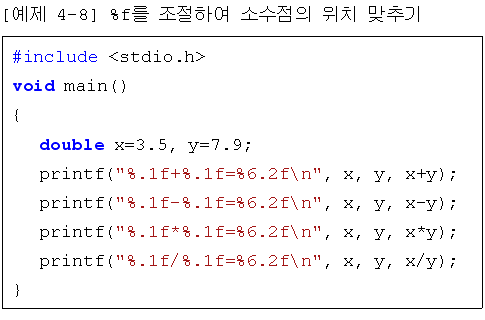 [예제 4-8] %f를 조절하여 소수점의 위치 맞추기
#include <stdio.h>
void main()
{
double x=3.5, y=7.9;
printf("%.1f+%.1f=%6.2f\n", x, y, x+y);
printf("%.1f-%.1f=%6.2f\n", x, y, x-y);
printf("%.1f*%.1f=%6.2f\n", x, y, x*y);
printf("%.1f/%.1f=%6.2f\n", x, y, x/y);
}